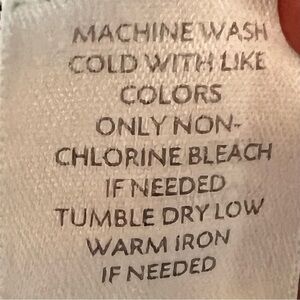 MACHINE WASH
COLD WITH LIKE
COLORS
ONLY NON-
CHLORINE BLEACH
IF NEEDED
TUMBLE DRY LOW
WARM IRON
IF NEEDED